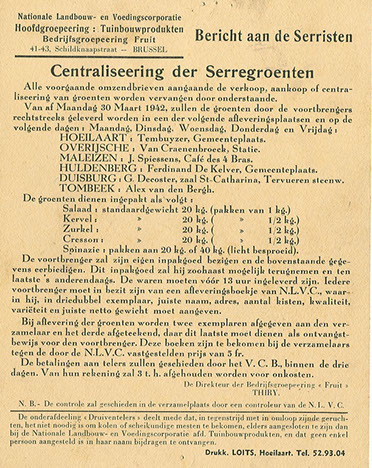 Nationale Landbouw- en Voedingscorporatie
Hoofdgroepeering : Tuinbouwprodukten
Bedrijfsgroepeering Fruit
41-43, Schildknaapstraat — BRUSSEL
Bericht aan de Serristen
Centraliseering der Serregroenten
Alle voorgaande omzendbrieven aangaande de verkoop, aankoop of centra-
liseering van groenten worden vervangen door onderstaande.
Van af Maandag 30 Maart 1942, zullen de groenten door de voortbrengers
rechtstreeks geleverd worden in een der volgende afleveringsplaatsen en op de
volgende dagen : Maandag, Dinsdag, Woensdag, Donderdag en Vrijdag :
HOEILAART : Tembuyzer, Gemeenteplaats.
OVERIJSCHE : Van Craenenbroeck, Statie.
MALEIZEN : J. Spiessens, Café des 4 Bras.
HULDENBERG : Ferdinand De Kelver, Gemeenteplaats.
DUISBURG : G. Decoster, zaal St-Catharina, Tervueren steenw.
TOMBEEK : Alex van den Bergh.
De groenten dienen ingepakt als volgt :
Salaad : standaardgewicht 20 kg. (pakken van 1 kg.)
Kervel : » 20 kg. ( » 1/2 kg.)
Zurkel : » 20 kg. ( » 1/2 kg.)
Cresson : » 20 kg. ( » 1/2 kg.)
Spinazie : pakken aan 20 kg. of 40 kg. (licht besproeid).
De voortbrenger zal zijn eigen inpakgoed bezigen en de bovenstaande gege-
vens eerbiedigen. Dit inpakgoed zal hij zoohaast mogelijk terugnemen en ten
laatste 's anderendaags. De waren moeten vóór 13 uur ingeleverd zijn. Iedere
voortbrenger moet in bezit zijn van een afleveringsboekje van de N.L.V.C., waar-
in hij, in driedubbel exemplaar, juiste naam, adres, aantal kisten, kwaliteit,
variëteit en juiste netto gewicht moet aangeven.
Bij aflevering der groenten worden twee exemplaren afgegeven aan den ver-
zamelaar en het derde afgeteekend, daar dit laatste moet dienen als ontvangst-
bewijs voor den voortbrenger. Deze boeken zijn te bekomen bij de verzamelaars
tegen de door de N.L.V.C. vastgestelden prijs van 5 fr.
De betalingen aan telers zullen geschieden door het V. C. B., binnen de drie
dagen. Van hun rekening zal 3 t. h. afgehouden worden voor onkosten.
De Directeur der Bedrijfsgroepeering « Fruit »
THIRY.
N. B.- De controle zal geschieden in de verzamelplaats door een controleur van de N. L. V. C.
De onderafdeeling « Druiventelers » deelt mede dat, in tegenstrijd met in omloop zijnde geruch-
ten, het niet noodig is om kolen of scheikundige mesten te bekomen, elders aangesloten te zijn dan
bij de Nationale Landbouw - en Voedingscorporatie afd. Tuinbouwprodukten, en dat geen enkel
persoon aangesteld is in haar naam bijdragen te ontvangen.
Drukk. LOITS, Hoeilaart. Tel. 52.93.04